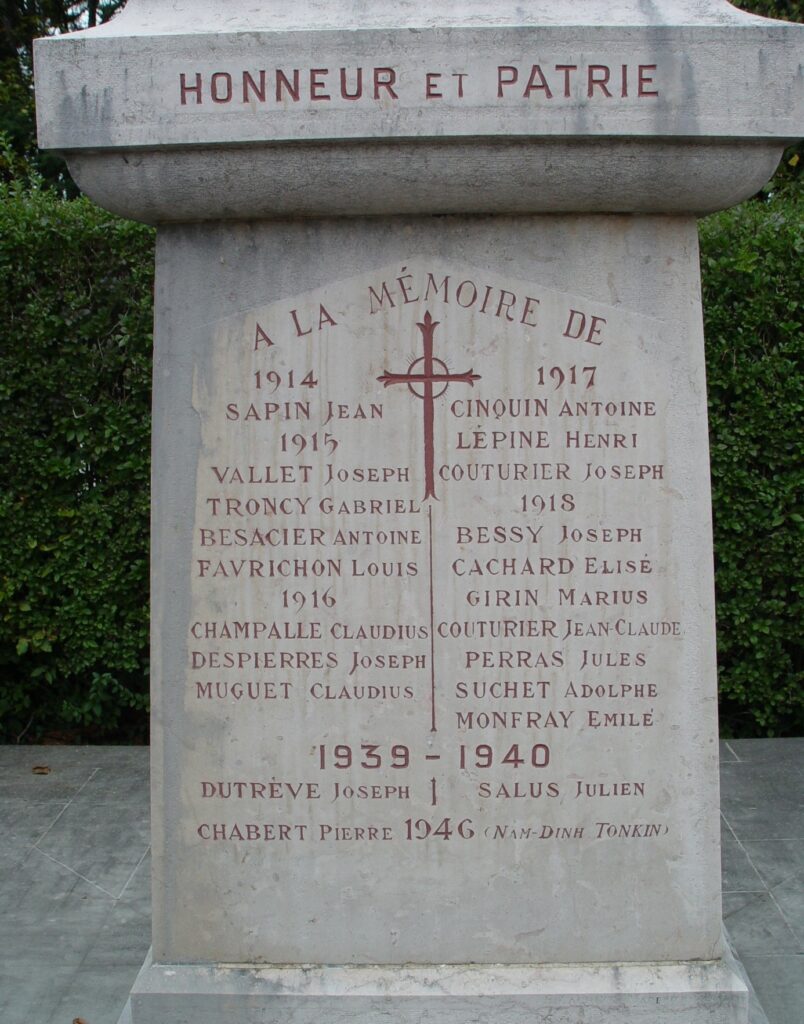 HONNEUR ET PATRIE
A LA MÉMOIRE DE
1914
SAPIN JEAN
1915
VALLET JOSEPH
TRONCY GABRIEL
BESACIER ANTOINE
FAVRICHON LOUIS
1916
CHAMPALLE CLAUDIUS
DESPIERRES JOSEPH
MUGUET CLAUDIUS
1917
CINQUIN ANTOINE
LÉPINE HENRI
COUTURIER JOSEPH
1918
BESSY JOSEPH
CACHARD ELISÉ
GIRIN MARIUS
COUTURIER JEAN-CLAUDE
PERRAS JULES
SUCHET ADOLPHE
MONFRAY EMILÉ
1939 - 1940
DUTRÈVE JOSEPH SALUS JULIEN
CHABERT PIERRE 1946 (NAM-DINH TONKIN)